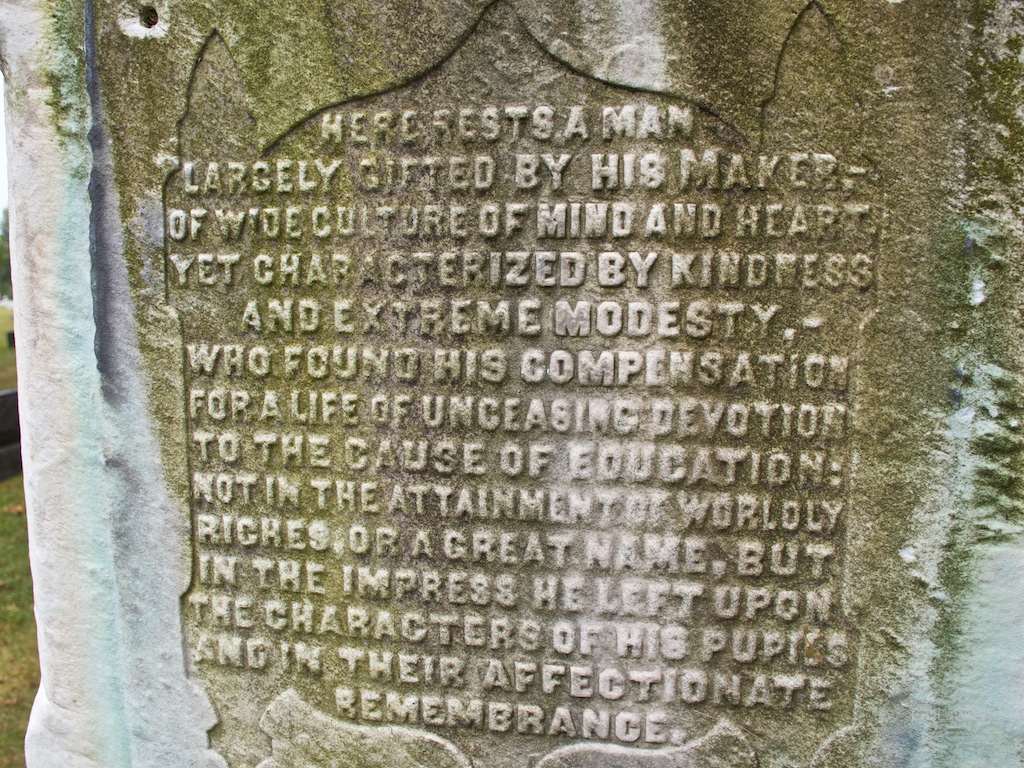 HERE RESTS A MAN
LARGELY GIFTED BY HIS MAKER,-
OF WIDE CULTURE OF MIND AND HEART
YET CHARACTERIZED BY KINDNESS
AND EXTREME MODESTY,-
WHO FOUND HIS COMPENSATION
FOR A LIFE OF UNCEASING DEVOTION
TO THE CAUSE OF EDUCATION:
NOT IN THE ATTAINMENT OF WORLDLY
RICHES, OR A GREAT NAME, BUT
IN THE IMPRESS HE LEFT UPON
THE CHARACTERS OF HIS PUPILS
AND IN THEIR AFFECTIONATE
REMEMBRANCE.